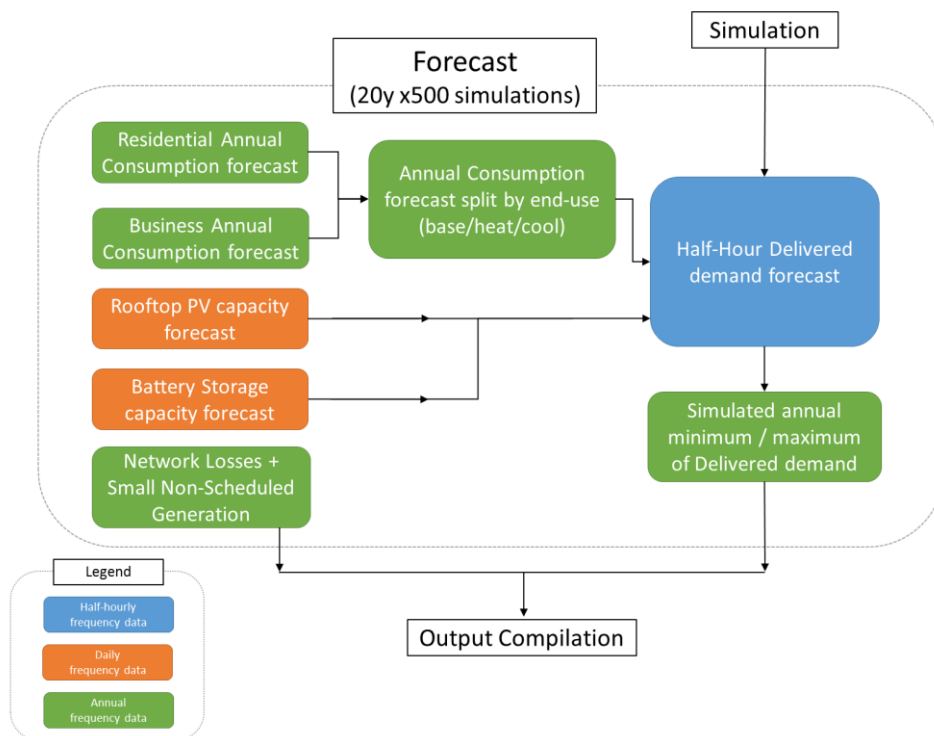 Simulation
Forecast
(20y x500 simulations)
Residential Annual
Consumption forecast
Annual Consumption
forecast split by end-use
(base/heat/cool)
Business Annual
Consumption forecast
Half-Hour Delivered
demand forecast
Rooftop PV capacity
forecast
Battery Storage
capacity forecast
Simulated annual
minimum / maximum
of Delivered demand
Network Losses +
Small Non-Scheduled
Generation
Legend
Half-hourly
frequency data
Daily
frequency data
Annual
frequency data
Output Compilation